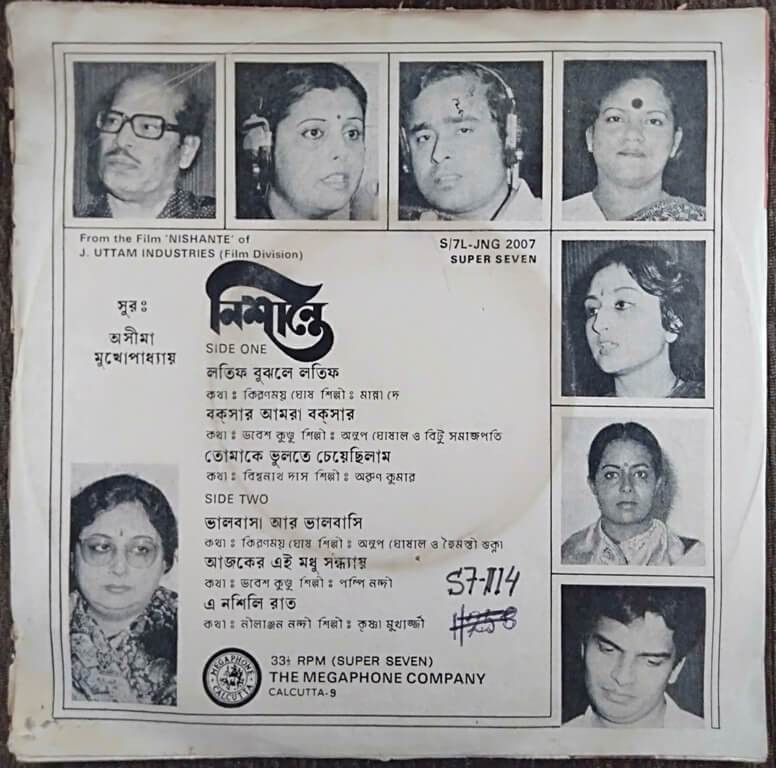 From the Film 'NISHANTE' of
J. UTTAM INDUSTRIES (Film Division)
S/7L-JNG 2007
SUPER SEVEN
সুরঃ
অসীমা
মুখোপাধ্যায়
নিশান্তে
SIDE ONE
লতিফ বুঝলে লতিফ
কথাঃ কিরণময় ঘোষ শিল্পীঃ মান্না দে
বকসার আমরা বক্সার
কথাঃ ভবেশ কুন্ডু শিল্পীঃ অনুপ ঘোষাল ও বিটু সমাজপতি
তোমাকে ভুলতে চেয়েছিলাম
কথাঃ বিশ্বনাথ দাস শিল্পীঃ অরুণ কুমার
SIDE TWO
ভালবাসা আর ভালবাসি
কথাঃ কিরণময় ঘোষ শিল্পীঃ অনুপ ঘোষাল ও হৈমন্তী শুক্লা
আজকের এই মধু সন্ধ্যায়
কথাঃ ভবেশ কুন্ডু শিল্পীঃ পম্পি নন্দী
এ নশিলি রাত
কথাঃ নীলাঞ্জন নন্দী শিল্পীঃ কৃষ্ণা মুখার্জ্জী
MEGAPHONE
CALCUTTA
33⅓ RPM (SUPER SEVEN)
THE MEGAPHONE COMPANY
CALCUTTA-9